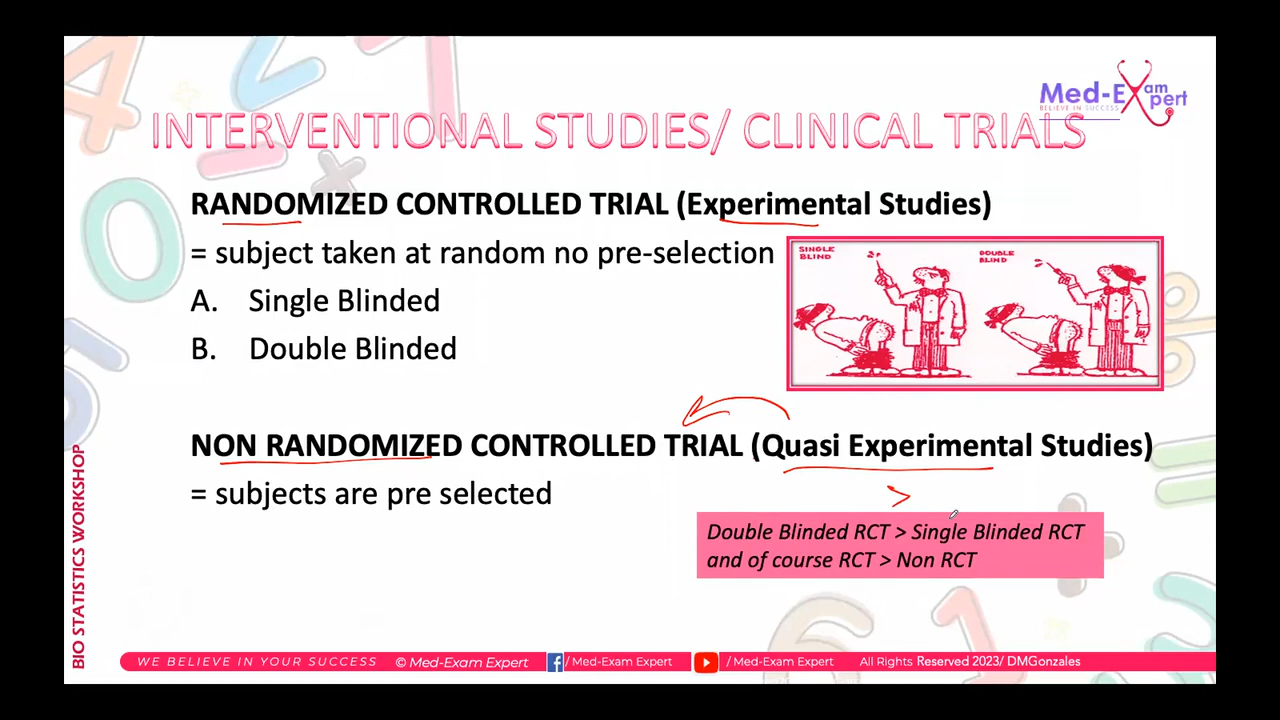 Med-Exam Expert
BELIEVE IN SUCCESS
INTERVENTIONAL STUDIES/ CLINICAL TRIALS
RANDOMIZED CONTROLLED TRIAL (Experimental Studies)
= subject taken at random no pre-selection
A. Single Blinded
B. Double Blinded
SINGLE BLIND
DOUBLE BLIND
NON RANDOMIZED CONTROLLED TRIAL (Quasi Experimental Studies)
= subjects are pre selected
>
Double Blinded RCT > Single Blinded RCT
and of course RCT > Non RCT
BIO STATISTICS WORKSHOP
WE BELIEVE IN YOUR SUCCESS © Med-Exam Expert / Med-Exam Expert / Med-Exam Expert All Rights Reserved 2023/ DMGonzales